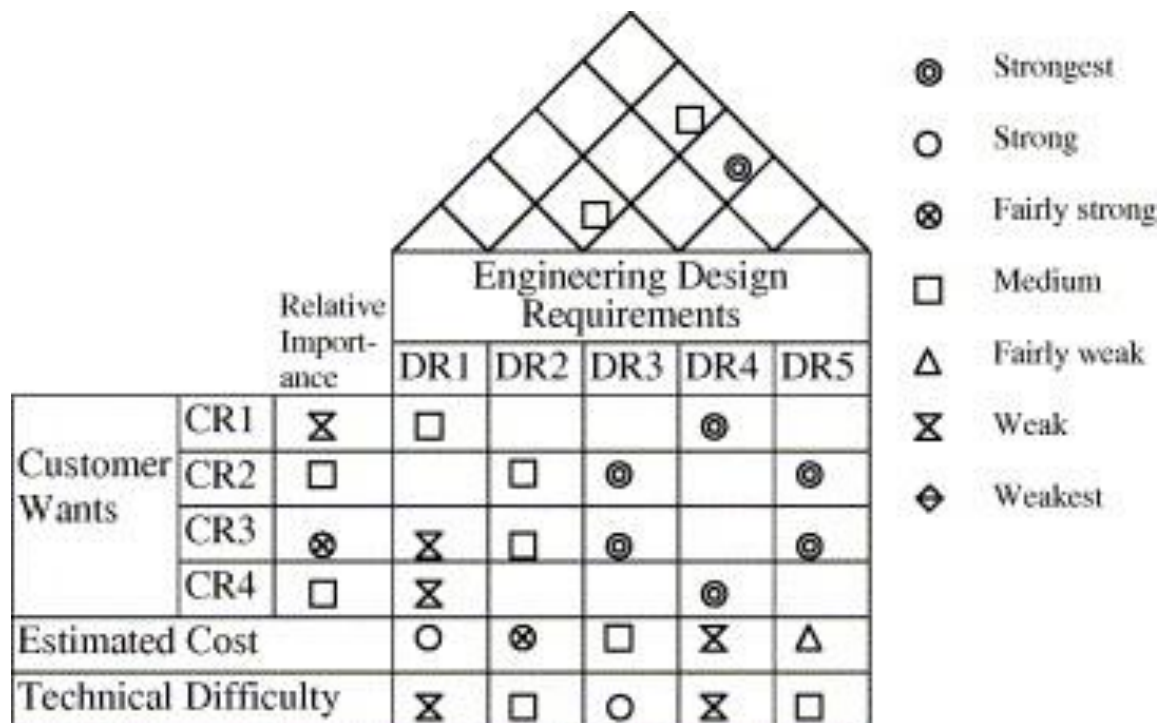 Strongest
Strong
Fairly strong
Medium
Fairly weak
Weak
Weakest
Engineering Design
Requirements
Relative
Import-
ance
DR1 DR2 DR3 DR4 DR5
Customer
Wants
CR1
CR2
CR3
CR4
Estimated Cost
Technical Difficulty